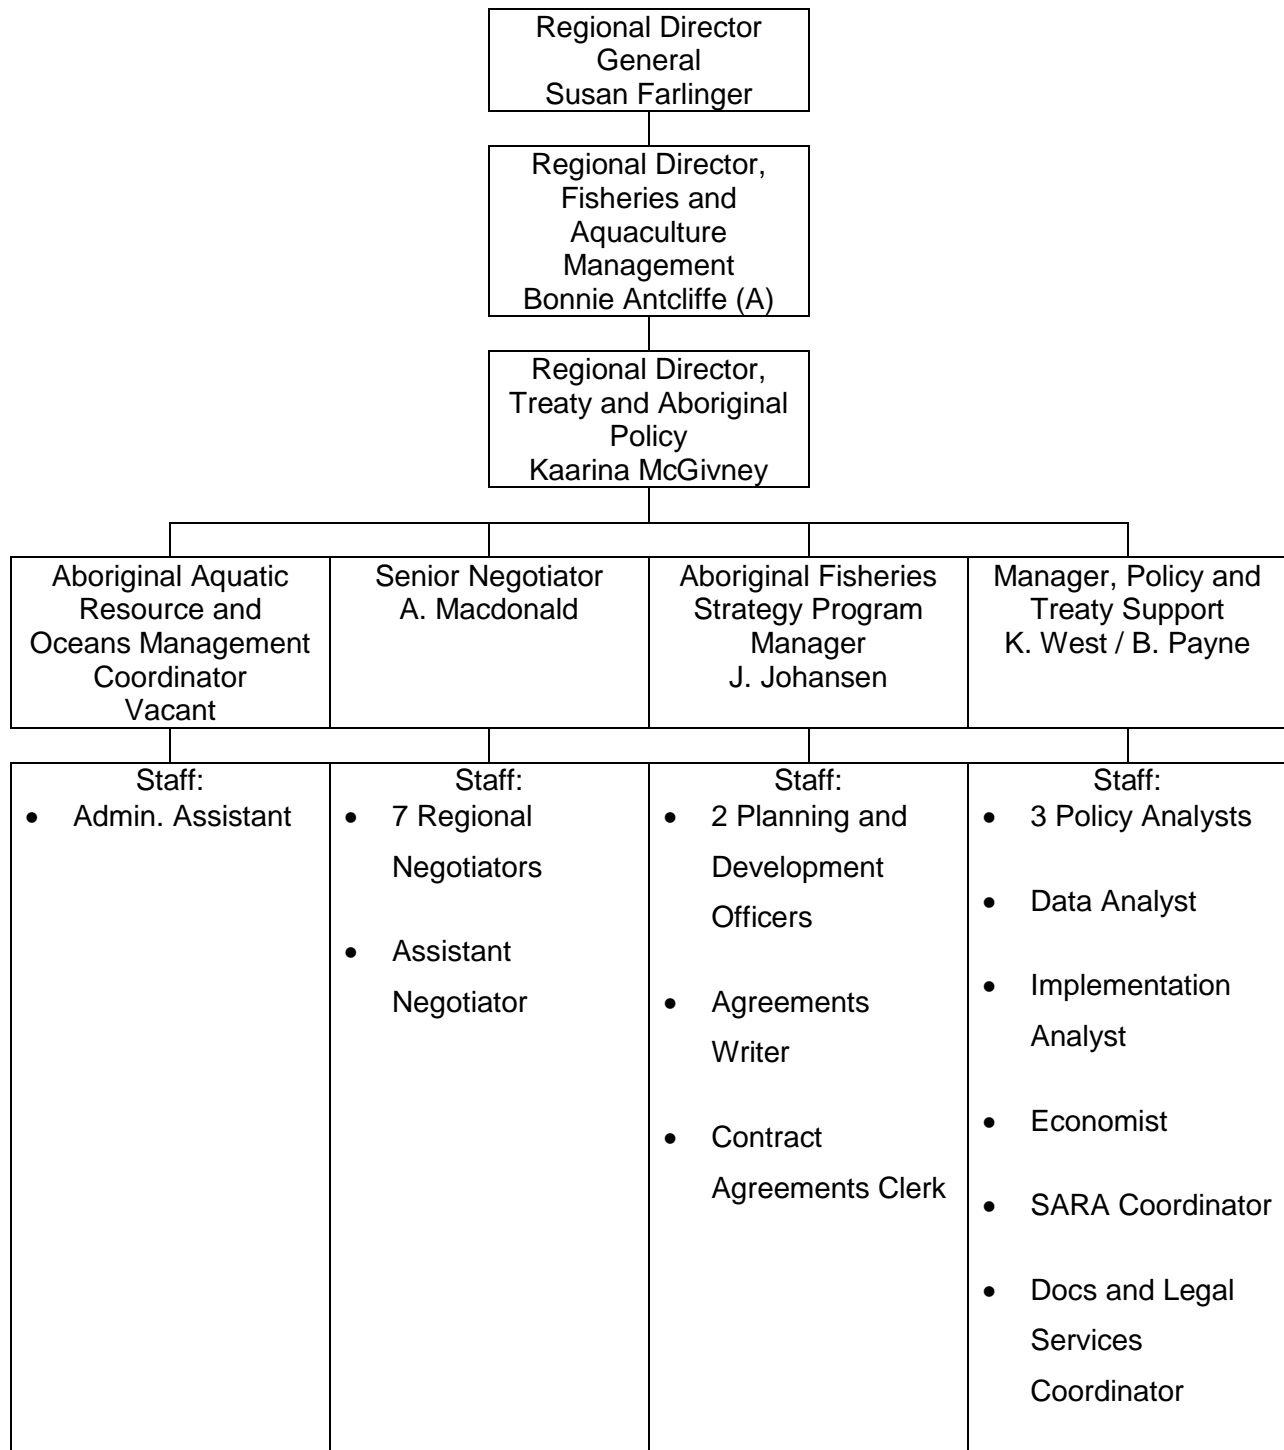 Regional Director
General
Susan Farlinger
Regional Director,
Fisheries and
Aquaculture
Management
Bonnie Antcliffe (A)
Regional Director,
Treaty and Aboriginal
Policy
Kaarina McGivney
Aboriginal Aquatic
Resource and
Oceans Management
Coordinator
Vacant
Senior Negotiator
A. Macdonald
Aboriginal Fisheries
Strategy Program
Manager
J. Johansen
Manager, Policy and
Treaty Support
K. West / B. Payne
Staff:
• Admin. Assistant
Staff:
• 7 Regional
Negotiators
• Assistant
Negotiator
Staff:
• 2 Planning and
Development
Officers
• Agreements
Writer
• Contract
Agreements Clerk
Staff:
• 3 Policy Analysts
• Data Analyst
• Implementation
Analyst
• Economist
• SARA Coordinator
• Docs and Legal
Services
Coordinator